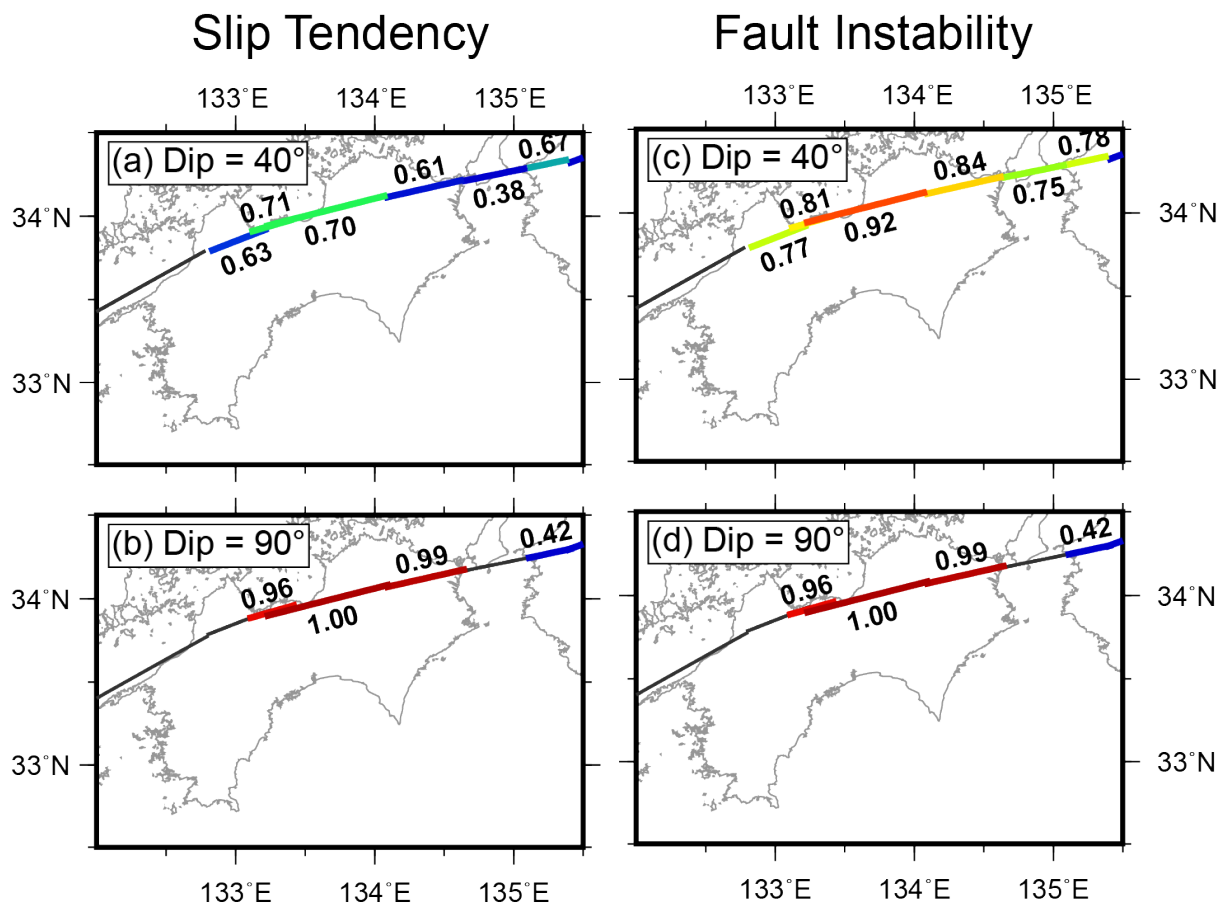 Slip Tendency
Fault Instability
133°E 134°E 135°E
133°E 134°E 135°E
(a) Dip = 40°
0.71
0.61
0.67
0.63
0.70
0.38
34°N
33°N
(c) Dip = 40°
0.81
0.84
0.78
0.77
0.92
0.75
34°N
33°N
(b) Dip = 90°
0.96
0.99
0.42
1.00
34°N
33°N
133°E 134°E 135°E
(d) Dip = 90°
0.96
0.99
0.42
1.00
34°N
33°N
133°E 134°E 135°E